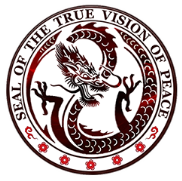 SEAL OF THE TRUE VISION OF PEACE